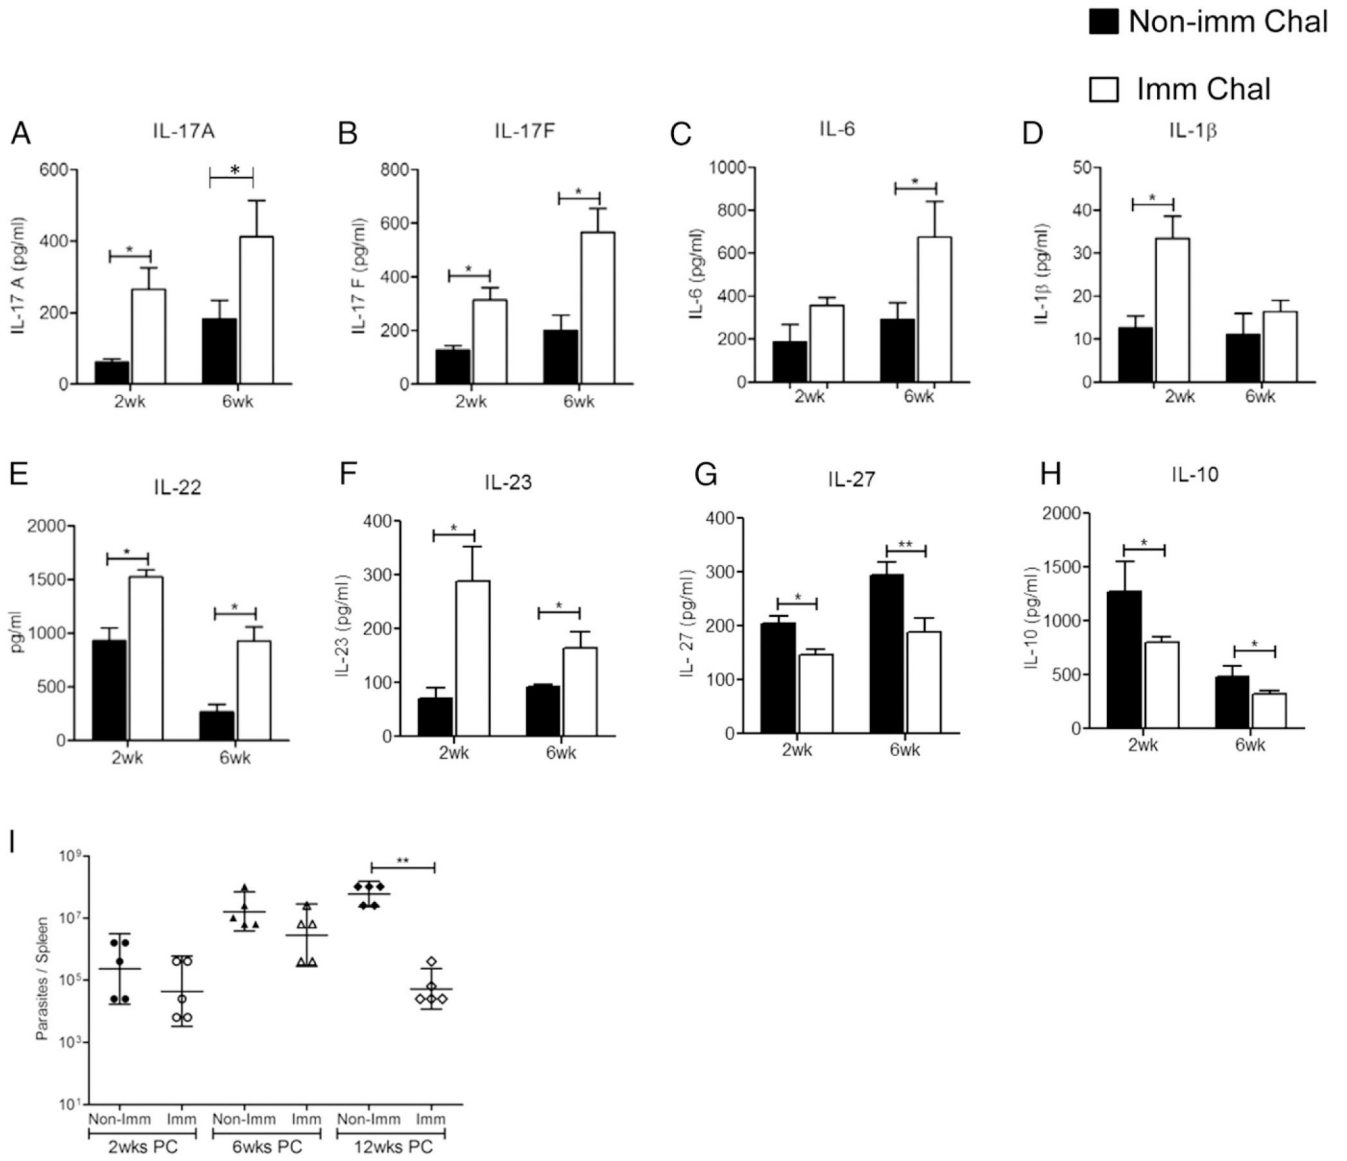 Non-imm Chal
Imm Chal
A
IL-17A
IL-17 A (pg/ml)
600
400
200
0
*
*
2wk
6wk
B
IL-17F
IL-17 F (pg/ml)
800
600
400
200
0
*
*
2wk
6wk
C
IL-6
IL-6 (pg/ml)
1000
800
600
400
200
0
*
2wk
6wk
D
IL-1β
IL-1β (pg/ml)
50
40
30
20
10
0
*
2wk
6wk
E
IL-22
pg/ml
2000
1500
1000
500
0
*
*
2wk
6wk
F
IL-23
IL-23 (pg/ml)
400
300
200
100
0
*
*
2wk
6wk
G
IL-27
IL- 27 (pg/ml)
400
300
200
100
0
*
**
2wk
6wk
H
IL-10
IL-10 (pg/ml)
2000
1500
1000
500
0
*
*
2wk
6wk
I
Parasites / Spleen
10⁹
10⁷
10⁵
10³
10¹
**
Non-Imm Imm Non-Imm Imm Non-Imm Imm
2wks PC 6wks PC 12wks PC